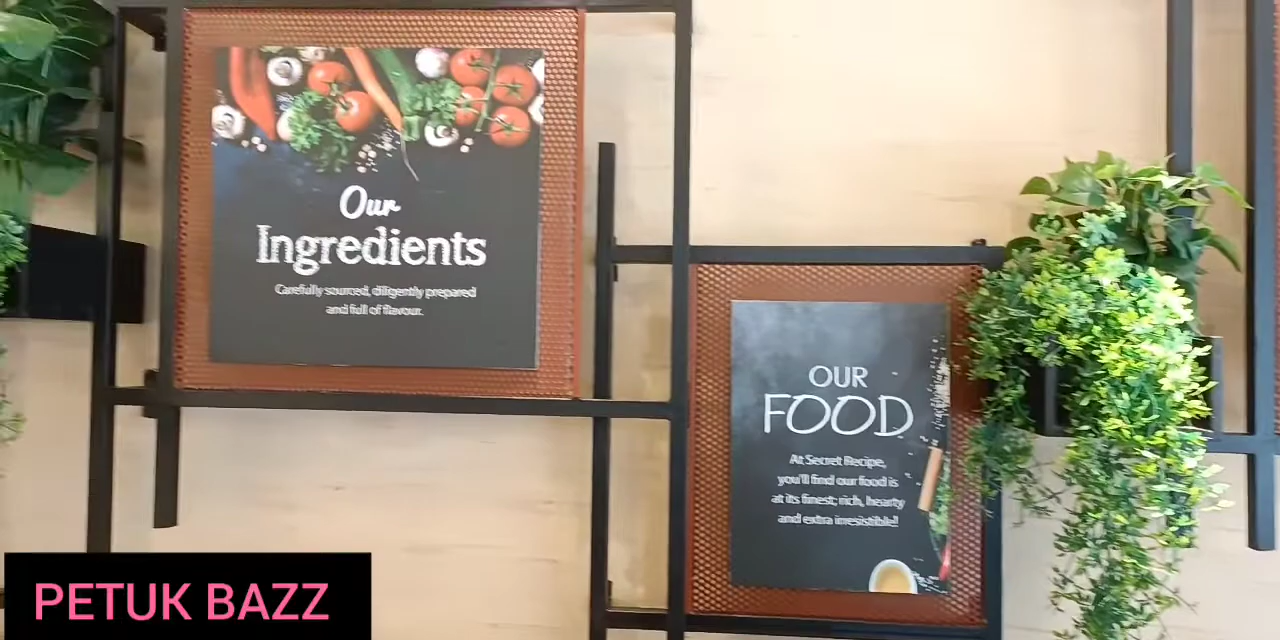 Our
Ingredients
Carefully sourced, diligently prepared
and full of flavour.
OUR
FOOD
At Secret Recipe,
you'll find our food is
at its finest; rich, hearty
and extra irresistible!
PETUK BAZZ